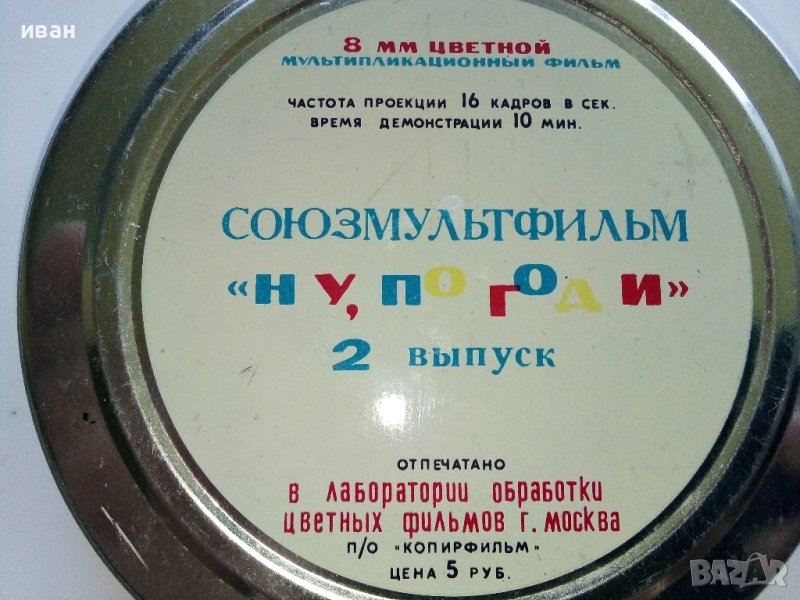 иван
8 мм цветной
мультипликационный фильм
частота проекции 16 кадров в сек.
время демонстрации 10 мин.
СОЮЗМУЛЬТФИЛЬМ
«НУ, ПОГОДИ»
2 выпуск
отпечатано
в лаборатории обработки
цветных фильмов г. москва
п/о «копирфильм»
цена 5 руб.
BAZAR